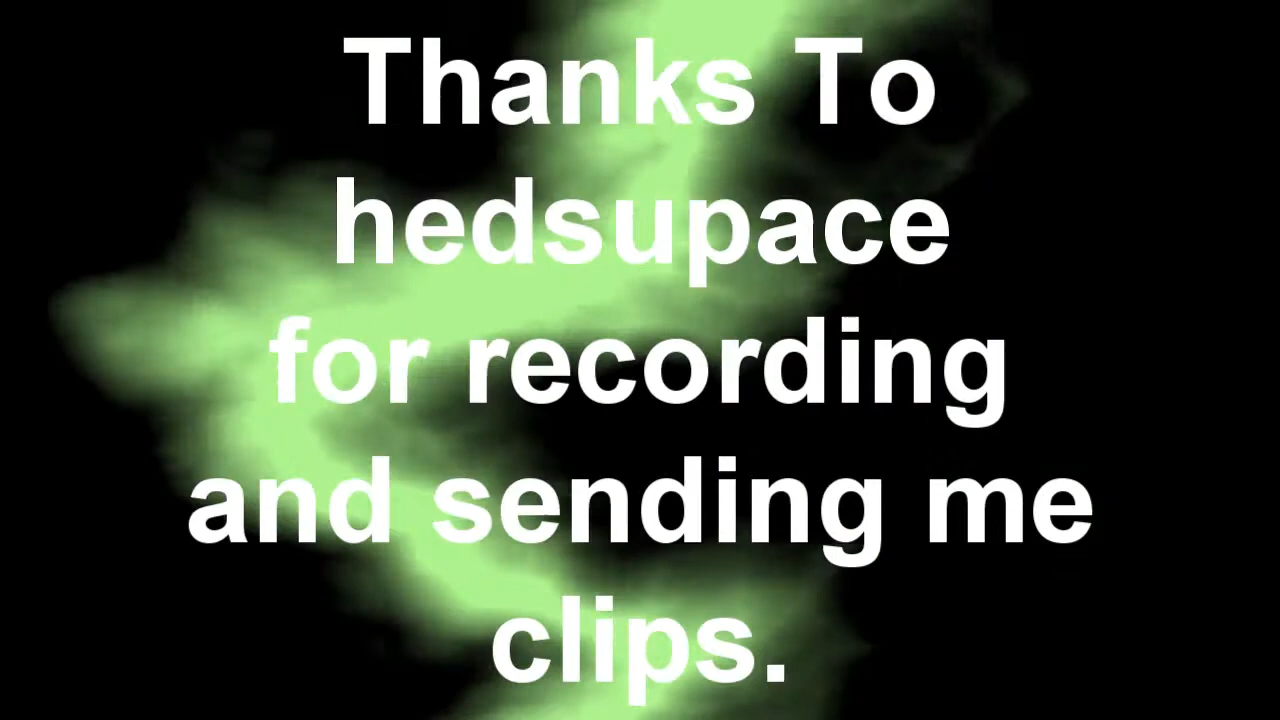 Thanks To
hedsupace
for recording
and sending me
clips.